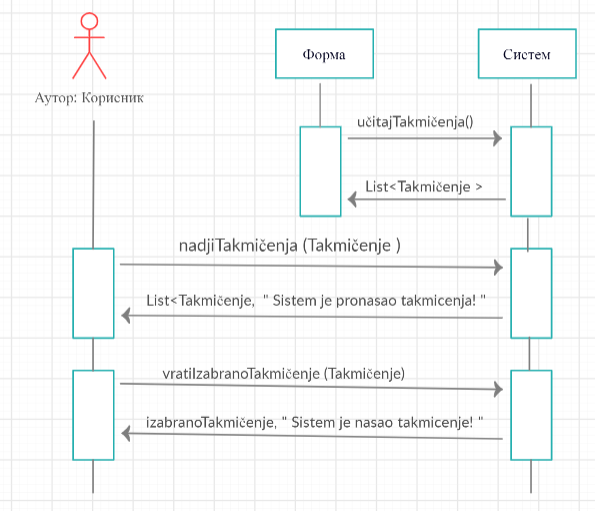 Форма
Систем
Аутор: Корисник
učitajTakmičenja()
List<Takmičenje >
nadjiTakmičenja (Takmičenje )
List<Takmičenje, " Sistem je pronasao takmicenja! "
vratiIzabranoTakmičenje (Takmičenje)
izabranoTakmičenje, " Sistem je nasao takmicenje! "